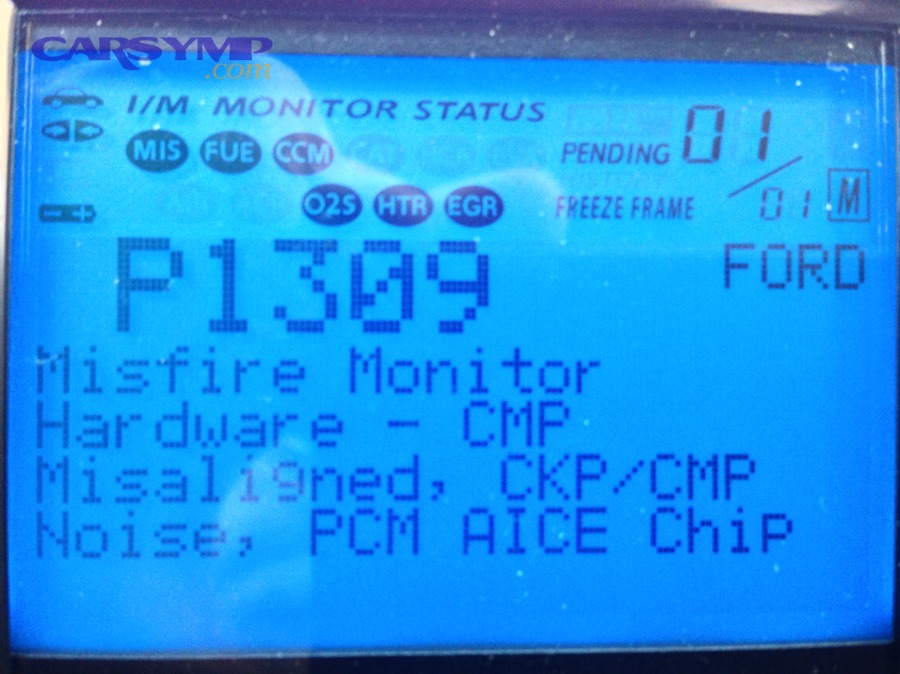 CARSYMP
.com
I/M MONITOR STATUS
MIS FUE CCM
PENDING 01
O2S HTR EGR
FREEZE FRAME /01 M
P1309 FORD
Misfire Monitor
Hardware - CMP
Misaligned, CKP/CMP
Noise, PCM AICE Chip